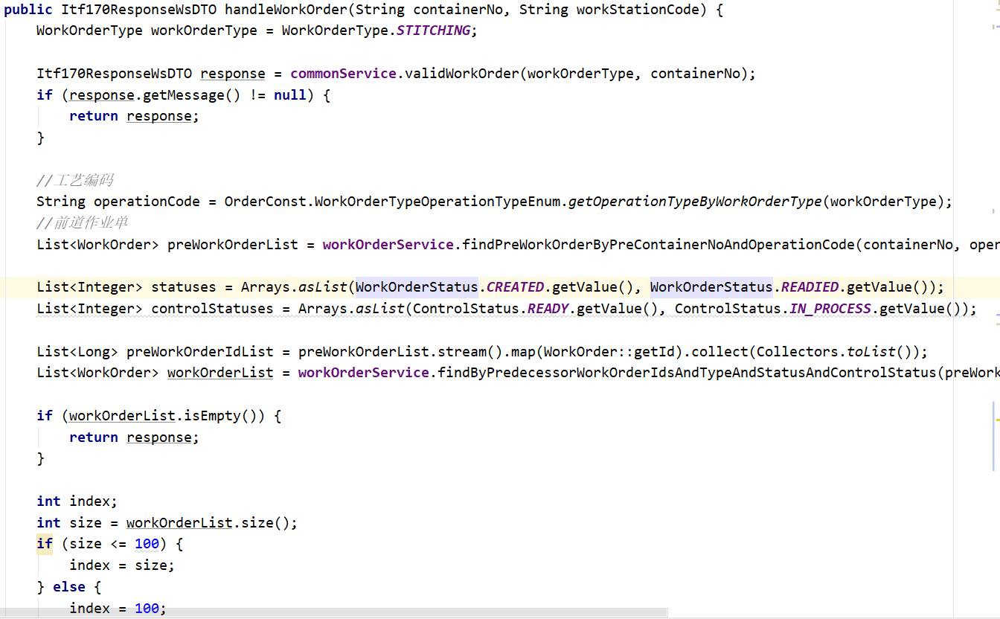 public Itf170ResponseWsDTO handleWorkOrder(String containerNo, String workStationCode) {
WorkOrderType workOrderType = WorkOrderType.STITCHING;
Itf170ResponseWsDTO response = commonService.validWorkOrder(workOrderType, containerNo);
if (response.getMessage() != null) {
return response;
}
//工艺编码
String operationCode = OrderConst.WorkOrderTypeOperationTypeEnum.getOperationTypeByWorkOrderType(workOrderType);
//前道作业单
List<WorkOrder> preWorkOrderList = workOrderService.findPreWorkOrderByPreContainerNoAndOperationCode(containerNo, oper
List<Integer> statuses = Arrays.asList(WorkOrderStatus.CREATED.getValue(), WorkOrderStatus.READIED.getValue());
List<Integer> controlStatuses = Arrays.asList(ControlStatus.READY.getValue(), ControlStatus.IN_PROCESS.getValue());
List<Long> preWorkOrderIdList = preWorkOrderList.stream().map(WorkOrder::getId).collect(Collectors.toList());
List<WorkOrder> workOrderList = workOrderService.findByPredecessorWorkOrderIdsAndTypeAndStatusAndControlStatus(preWork
if (workOrderList.isEmpty()) {
return response;
}
int index;
int size = workOrderList.size();
if (size <= 100) {
index = size;
} else {
index = 100;